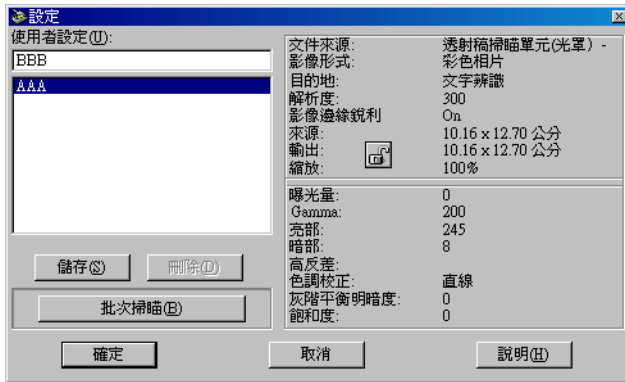 設定
使用者設定(U):
BBB
AAA
儲存(S)
刪除(D)
批次掃瞄(B)
文件來源: 透射稿掃瞄單元(光罩) -
影像形式: 彩色相片
目的地: 文字辨識
解析度: 300
影像邊緣銳利 On
來源: 10.16 x 12.70 公分
輸出: 10.16 x 12.70 公分
縮放: 100%
曝光量: 0
Gamma: 200
亮部: 245
暗部: 8
高反差:
色調校正: 直線
灰階平衡明暗度: 0
飽和度: 0
確定
取消
說明(H)